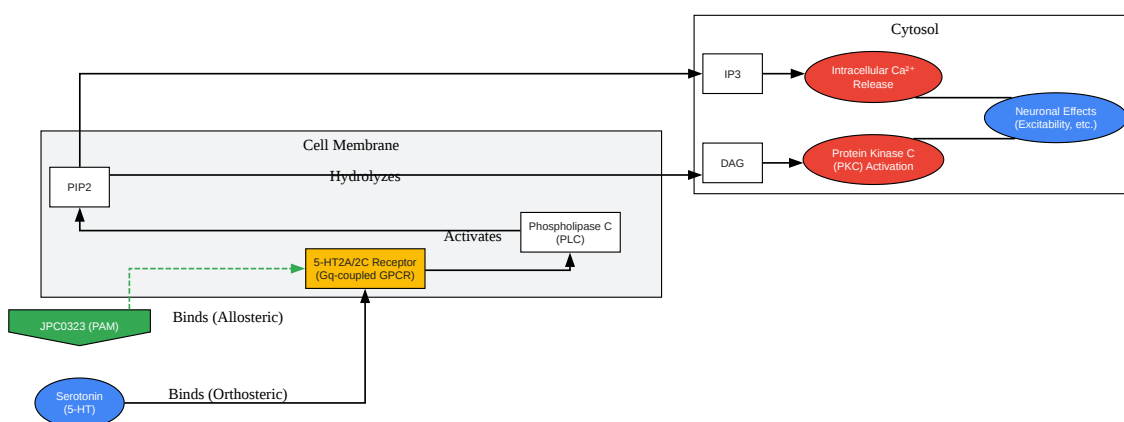 Cytosol
IP3
Intracellular Ca²⁺
Release
Neuronal Effects
(Excitability, etc.)
Cell Membrane
Protein Kinase C
(PKC) Activation
DAG
PIP2
Hydrolyzes
Phospholipase C
(PLC)
Activates
5-HT2A/2C Receptor
(Gq-coupled GPCR)
JPC0323 (PAM)
Binds (Allosteric)
Serotonin
(5-HT)
Binds (Orthosteric)